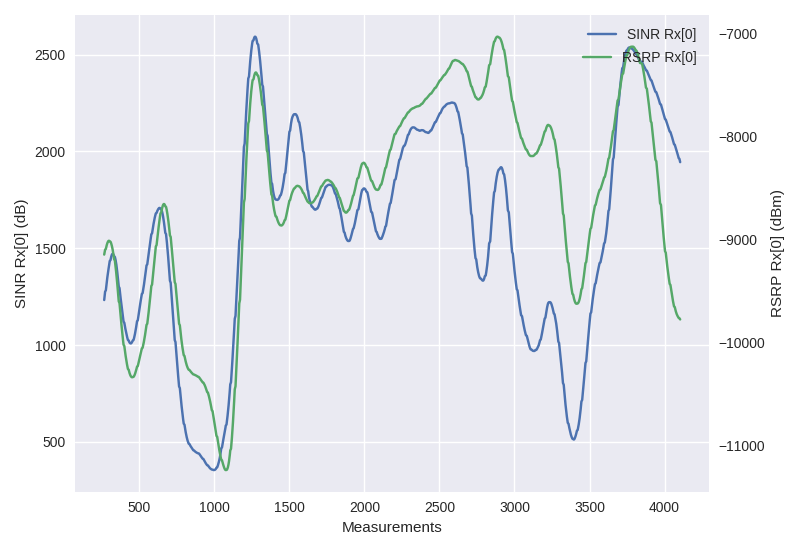 SINR Rx[0]
RSRP Rx[0]
2500
2000
1500
1000
500
−7000
−8000
−9000
−10000
−11000
500 1000 1500 2000 2500 3000 3500 4000
Measurements
SINR Rx[0] (dB)
RSRP Rx[0] (dBm)